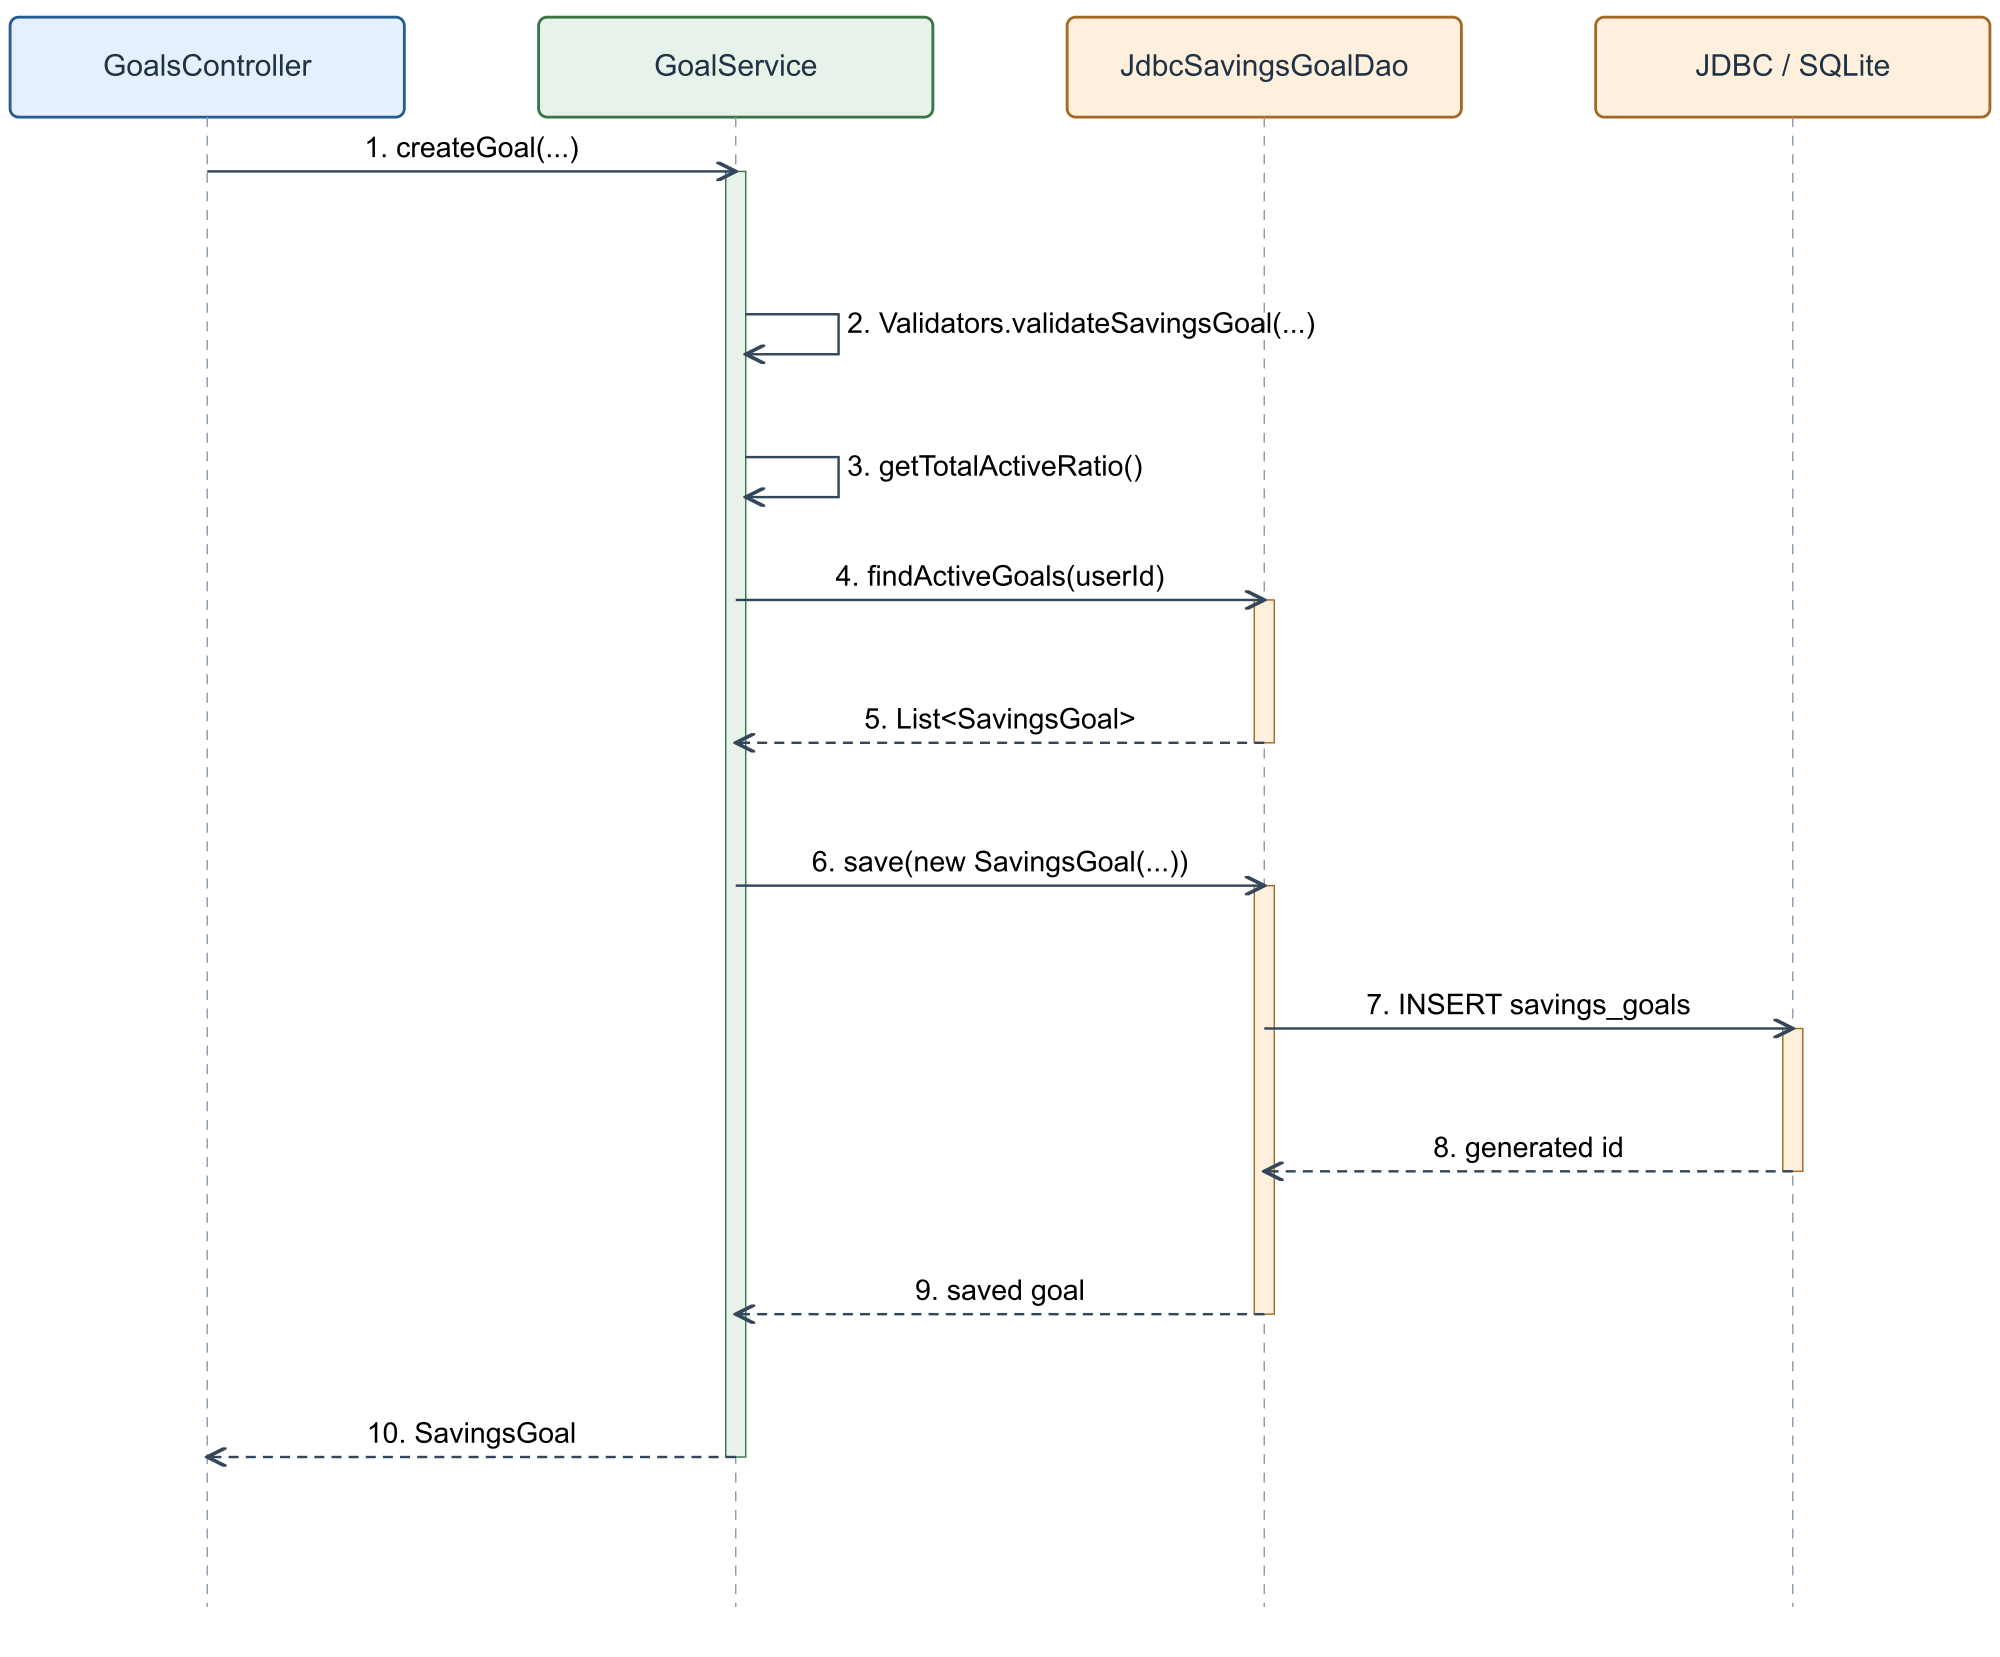 GoalsController
GoalService
JdbcSavingsGoalDao
JDBC / SQLite
1. createGoal(...)
2. Validators.validateSavingsGoal(...)
3. getTotalActiveRatio()
4. findActiveGoals(userId)
5. List<SavingsGoal>
6. save(new SavingsGoal(...))
7. INSERT savings_goals
8. generated id
9. saved goal
10. SavingsGoal